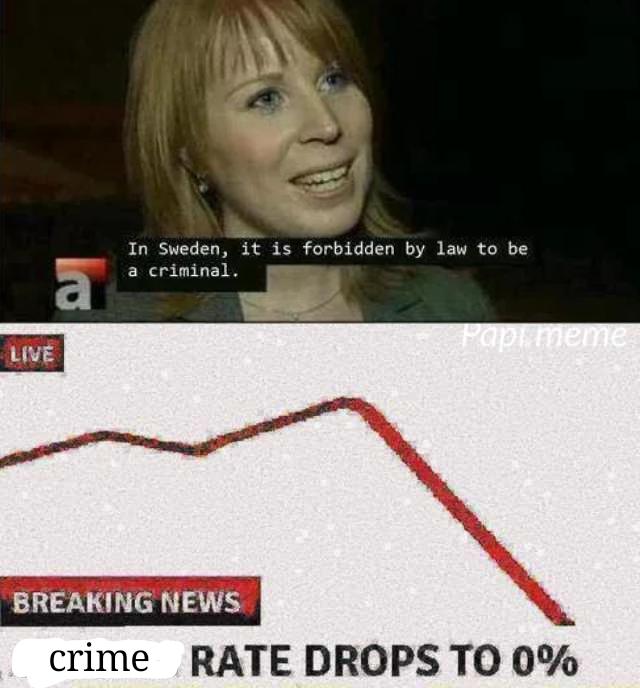 In Sweden, it is forbidden by law to be
a criminal.
a
Papi.meme
LIVE
BREAKING NEWS
crime RATE DROPS TO 0%